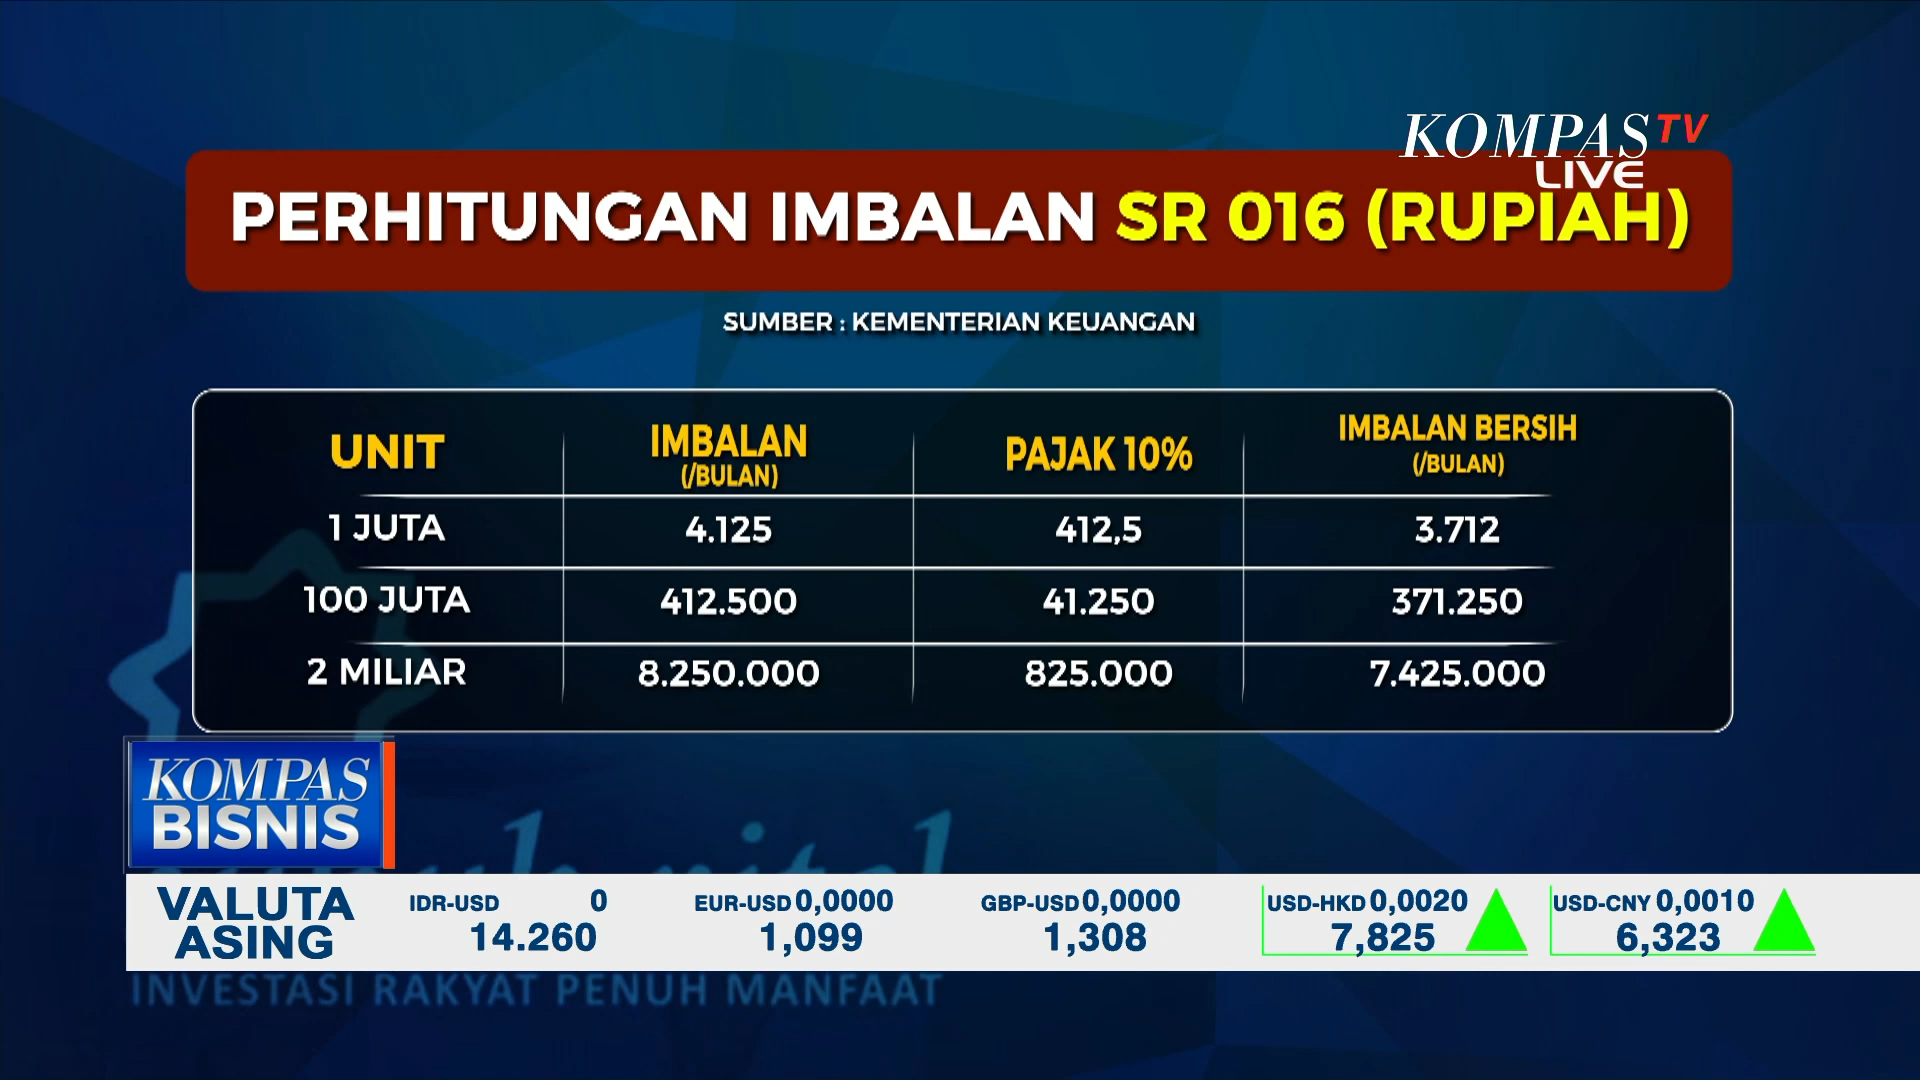 KOMPAS TV
LIVE
PERHITUNGAN IMBALAN SR 016 (RUPIAH)
SUMBER : KEMENTERIAN KEUANGAN
UNIT IMBALAN (/BULAN) PAJAK 10% IMBALAN BERSIH (/BULAN)
1 JUTA 4.125 412,5 3.712
100 JUTA 412.500 41.250 371.250
2 MILIAR 8.250.000 825.000 7.425.000
KOMPAS
BISNIS
VALUTA ASING
IDR-USD 0
14.260
EUR-USD 0,0000
1,099
GBP-USD 0,0000
1,308
USD-HKD 0,0020
7,825
USD-CNY 0,0010
6,323
INVESTASI RAKYAT PENUH MANFAAT